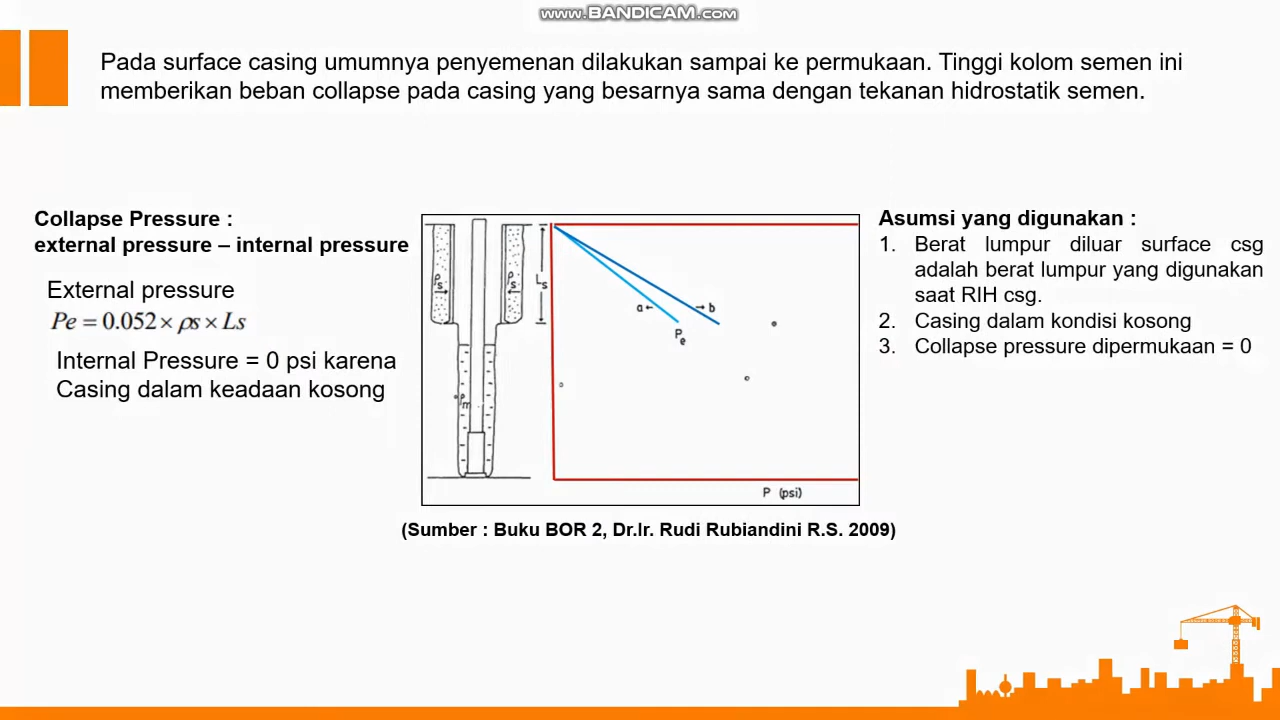 www.BANDICAM.com
Pada surface casing umumnya penyemenan dilakukan sampai ke permukaan. Tinggi kolom semen ini
memberikan beban collapse pada casing yang besarnya sama dengan tekanan hidrostatik semen.
Collapse Pressure :
external pressure – internal pressure
External pressure
Pe = 0.052 × ρs × Ls
Internal Pressure = 0 psi karena
Casing dalam keadaan kosong
ρs
ρs
Ls
a
b
Pe
ρm
P (psi)
(Sumber : Buku BOR 2, Dr.Ir. Rudi Rubiandini R.S. 2009)
Asumsi yang digunakan :
1. Berat lumpur diluar surface csg
adalah berat lumpur yang digunakan
saat RIH csg.
2. Casing dalam kondisi kosong
3. Collapse pressure dipermukaan = 0